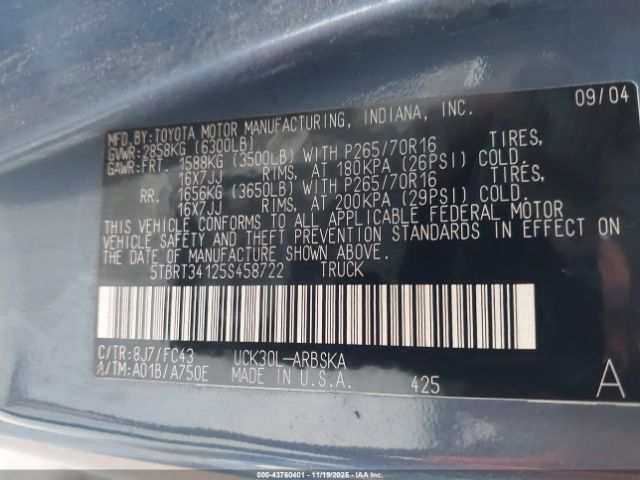 09/04
MFD. BY: TOYOTA MOTOR MANUFACTURING, INDIANA, INC.
GVWR: 2858KG (6300LB)
GAWR: FRT. 1588KG (3500LB) WITH P265/70R16 TIRES,
16X7JJ RIMS, AT 180KPA (26PSI) COLD.
RR. 1656KG (3650LB) WITH P265/70R16 TIRES,
16X7JJ RIMS, AT 200KPA (29PSI) COLD.
THIS VEHICLE CONFORMS TO ALL APPLICABLE FEDERAL MOTOR
VEHICLE SAFETY AND THEFT PREVENTION STANDARDS IN EFFECT ON
THE DATE OF MANUFACTURE SHOWN ABOVE.
5TBRT34125S458722 TRUCK
C/TR: 8J7/FC43 UCK30L-ARBSKA
A/TM: A01B/A750E MADE IN U.S.A. 425 A
000-43760401 - 11/19/2025 - IAAI.COM